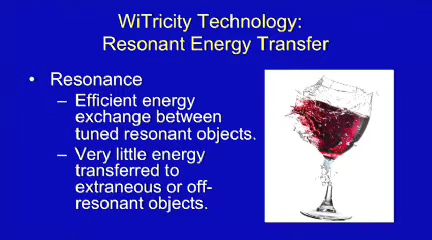 WiTricity Technology:
Resonant Energy Transfer
• Resonance
– Efficient energy
exchange between
tuned resonant objects.
– Very little energy
transferred to
extraneous or off-
resonant objects.